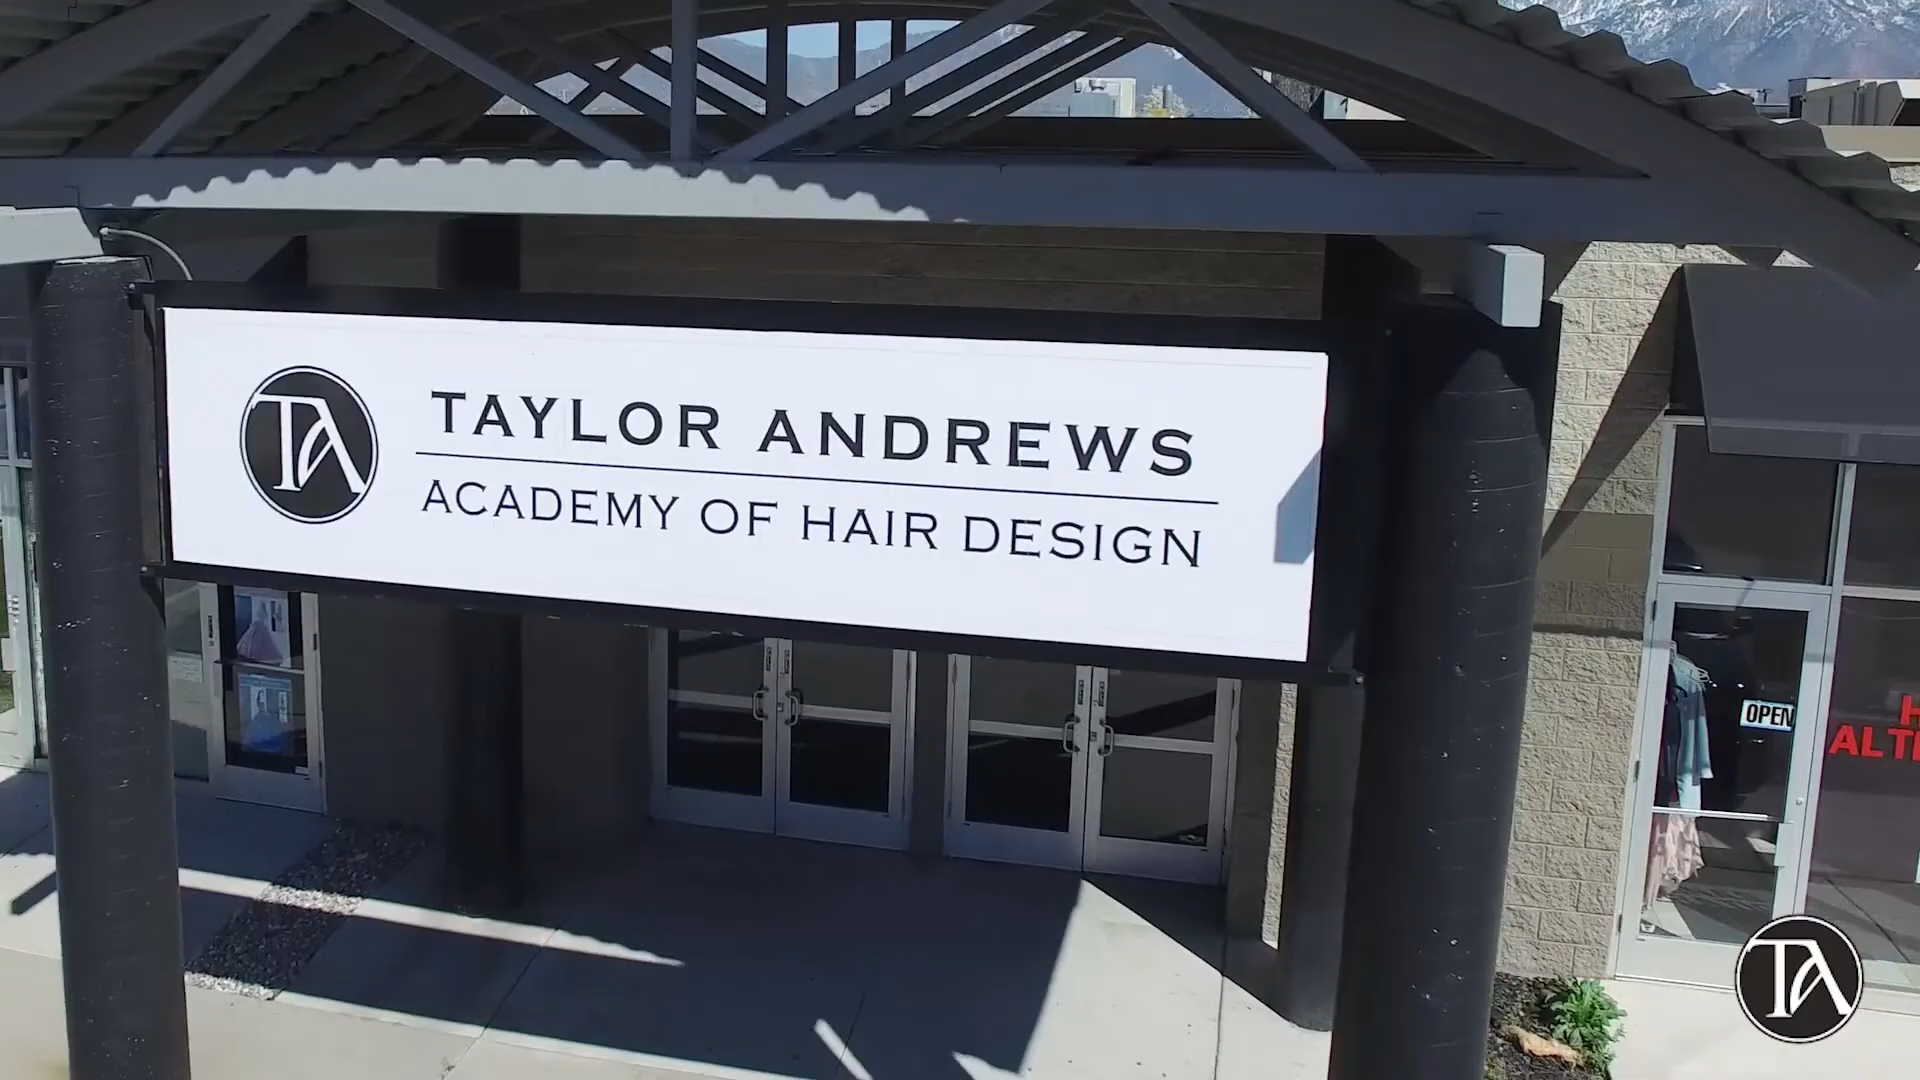 TA
TAYLOR ANDREWS
ACADEMY OF HAIR DESIGN
OPEN
TA